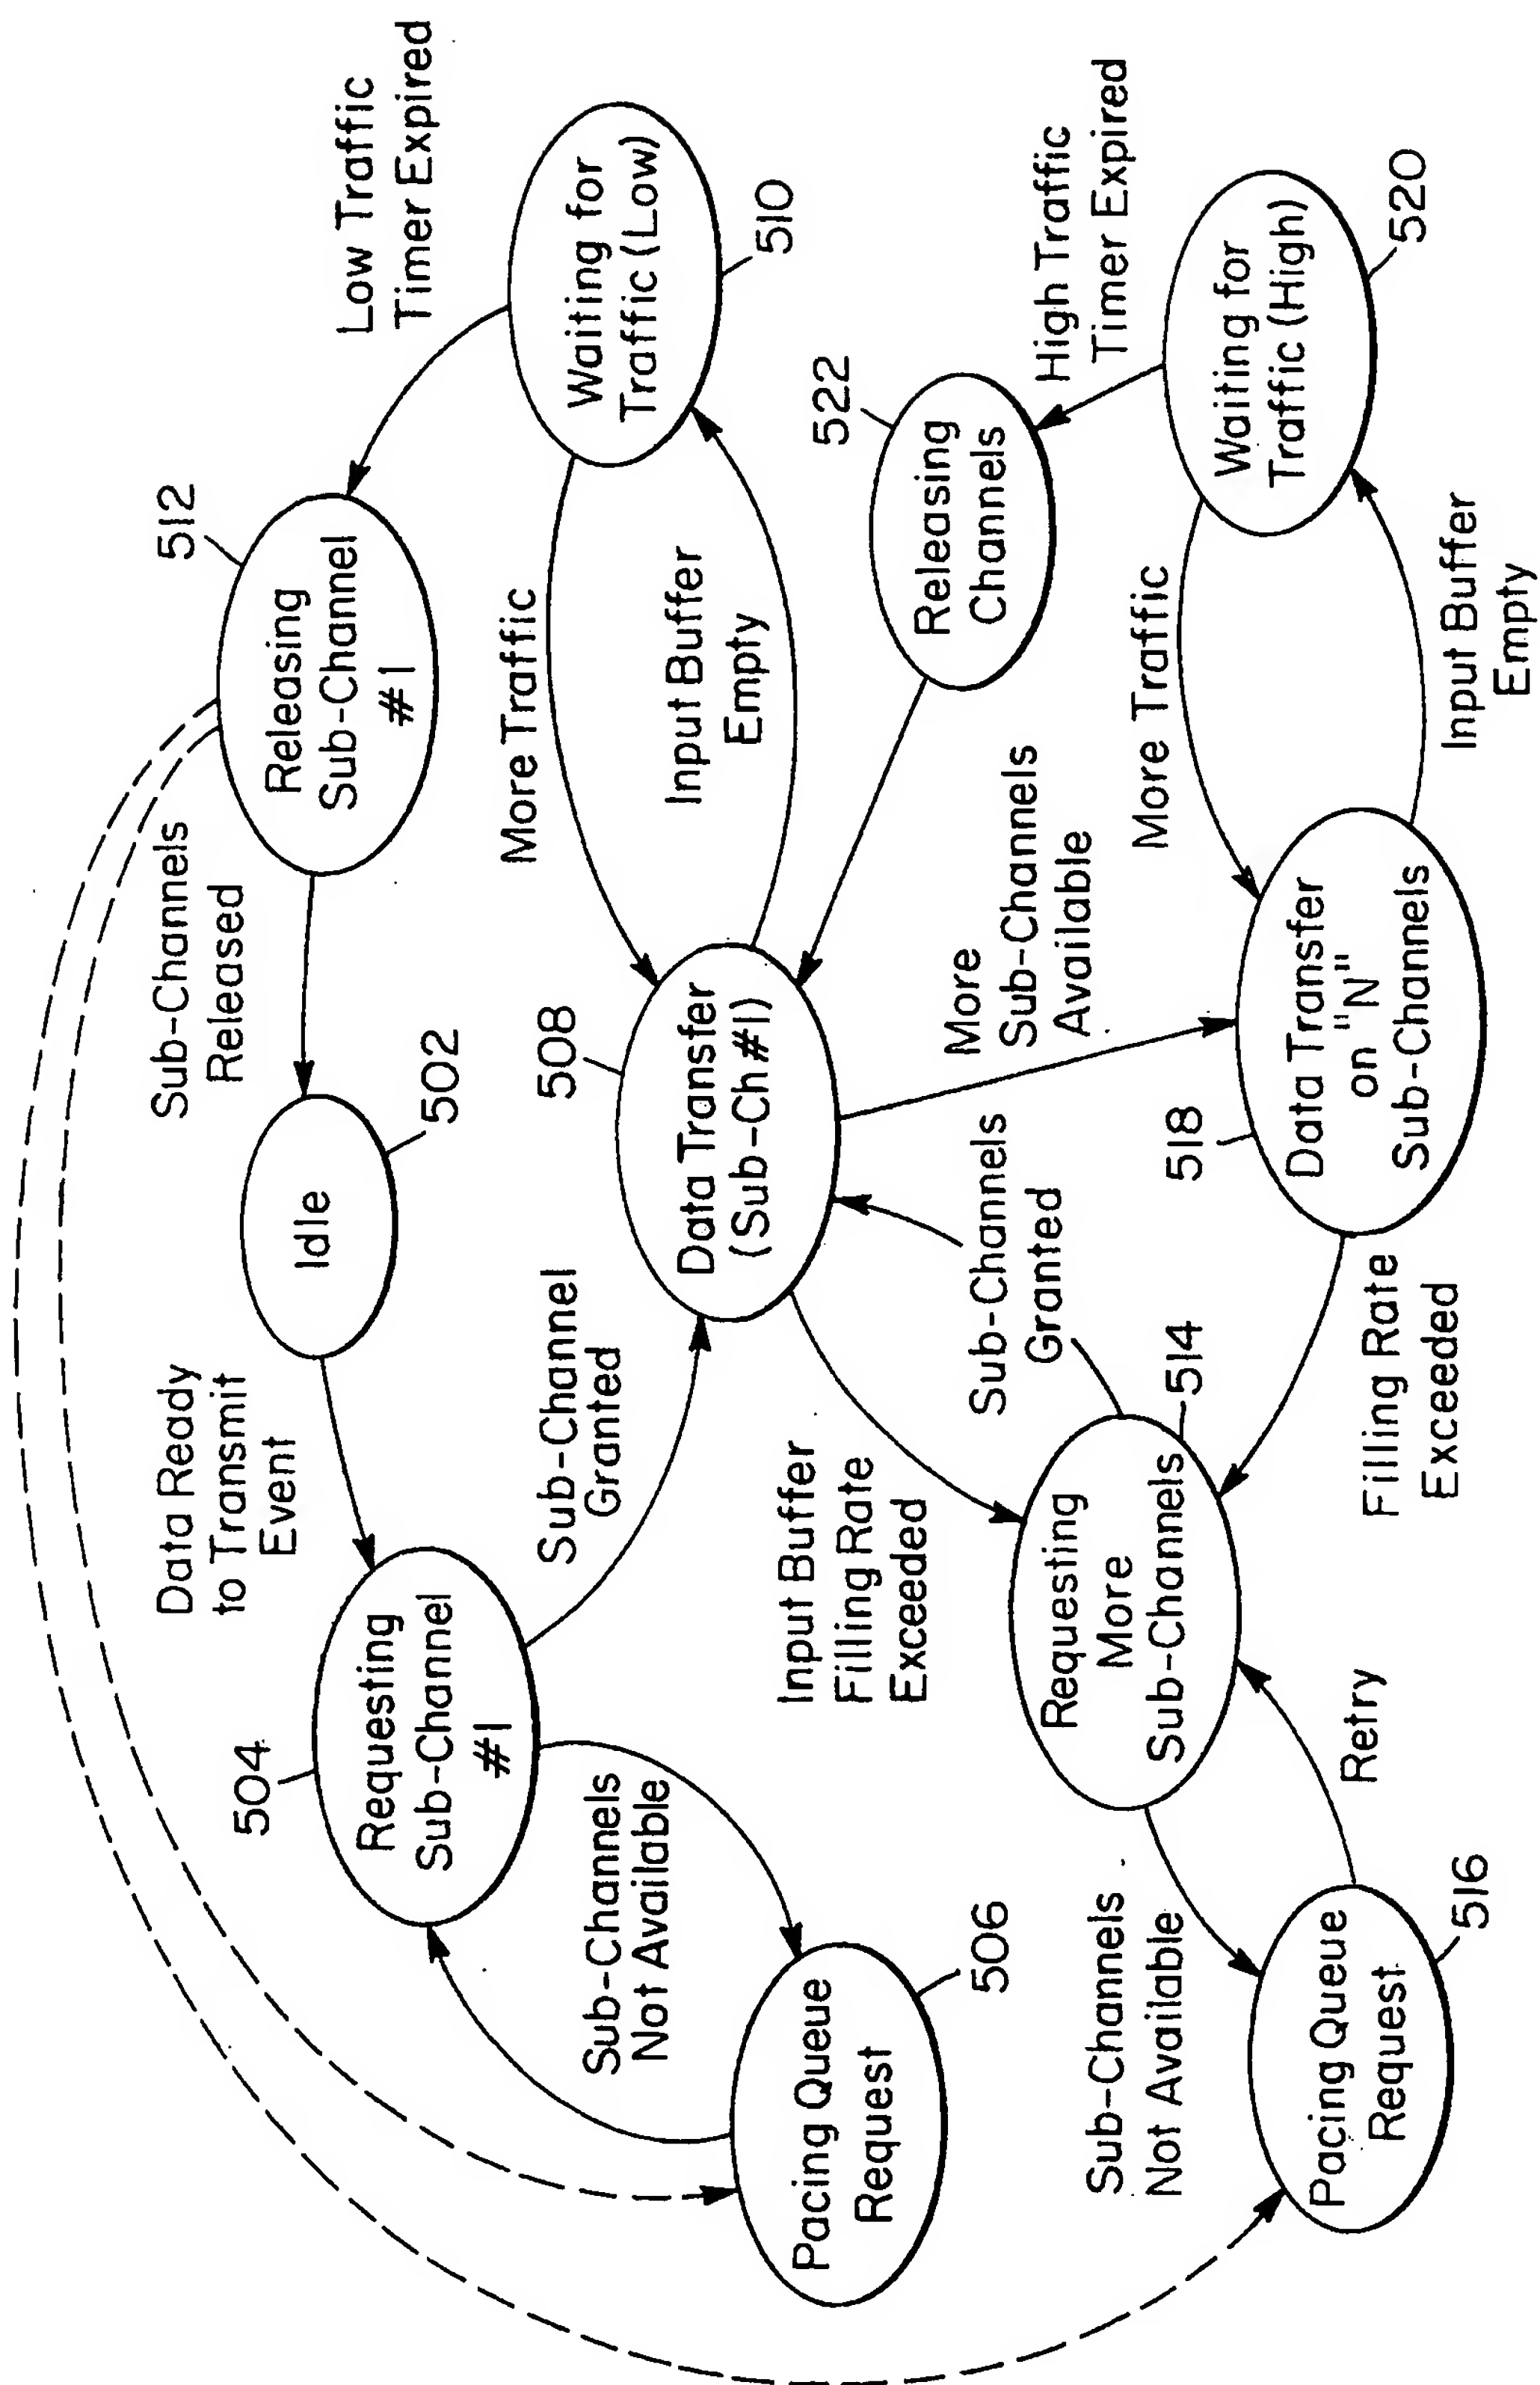 Low Traffic
Timer Expired
512
Releasing
Sub-Channel
#1
Sub-Channels
Released
Idle
502
Data Ready
to Transmit
Event
504
Requesting
Sub-Channel
#1
Waiting for
Traffic (Low)
510
More Traffic
Input Buffer
Empty
508
Data Transfer
(Sub-Ch#1)
Sub-Channel
Granted
Sub-Channels
Not Available
Pacing Queue
Request
506
High Traffic
Timer Expired
522
Releasing
Channels
More
Sub-Channels
Available
Sub-Channels
Granted
Input Buffer
Filling Rate
Exceeded
514
Requesting
More
Sub-Channels
Waiting for
Traffic (High)
520
More Traffic
Input Buffer
Empty
518
Data Transfer
on "N"
Sub-Channels
Filling Rate
Exceeded
Retry
Sub-Channels
Not Available
Pacing Queue
Request
516